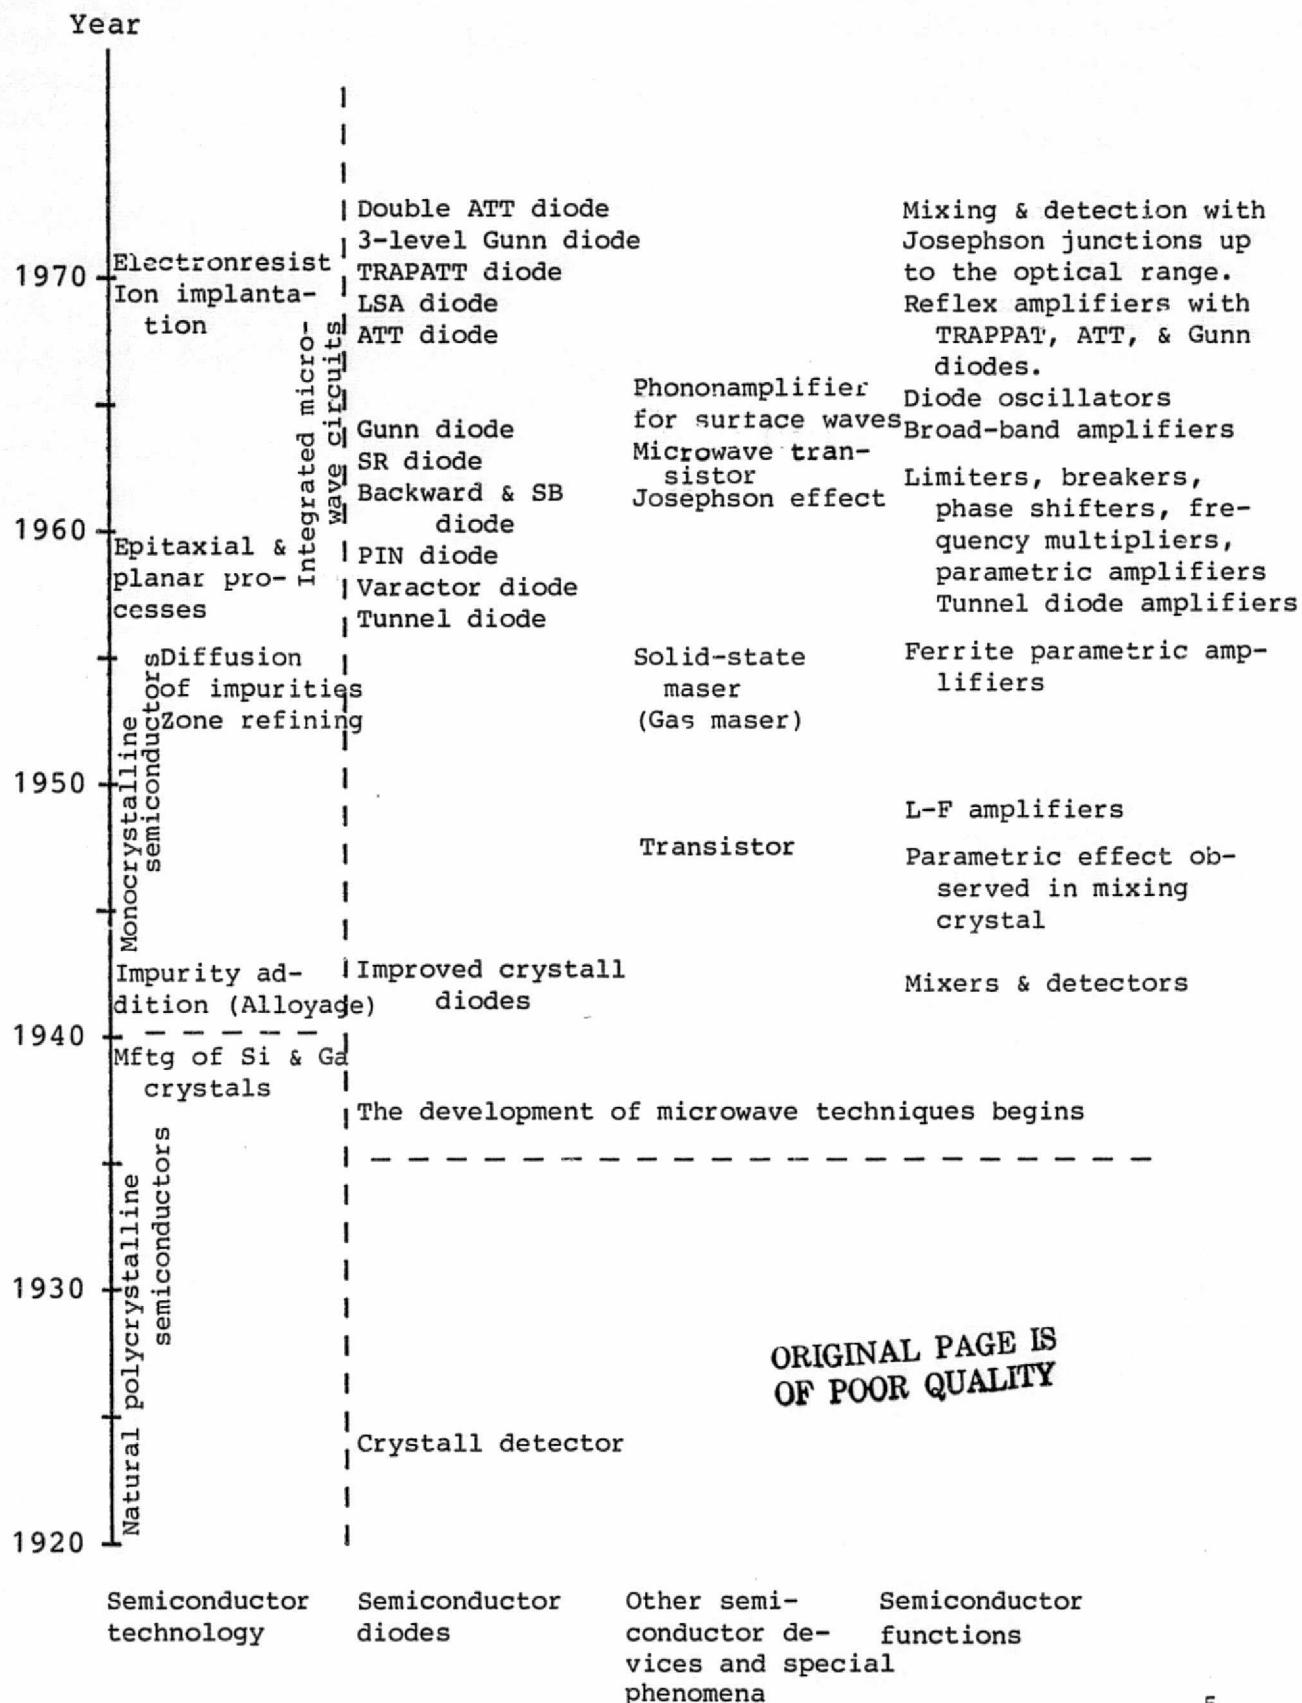 Year
1970
1960
1950
1940
1930
1920
Electronresist
Ion implanta-
tion
Integrated micro-
wave circuits
Epitaxial &
planar pro-
cesses
Diffusion
of impurities
Zone refining
Monocrystalline
semiconductors
Impurity ad-
dition (Alloyage)
Mftg of Si & Ga
crystals
Natural polycrystalline
semiconductors
Double ATT diode
3-level Gunn diode
TRAPATT diode
LSA diode
ATT diode
Gunn diode
SR diode
Backward & SB
diode
PIN diode
Varactor diode
Tunnel diode
Improved crystall
diodes
The development of microwave techniques begins
Crystall detector
Phononamplifier
for surface waves
Microwave tran-
sistor
Josephson effect
Solid-state
maser
(Gas maser)
Transistor
Mixing & detection with
Josephson junctions up
to the optical range.
Reflex amplifiers with
TRAPPAT, ATT, & Gunn
diodes.
Diode oscillators
Broad-band amplifiers
Limiters, breakers,
phase shifters, fre-
quency multipliers,
parametric amplifiers
Tunnel diode amplifiers
Ferrite parametric amp-
lifiers
L-F amplifiers
Parametric effect ob-
served in mixing
crystal
Mixers & detectors
ORIGINAL PAGE IS
OF POOR QUALITY
Semiconductor
technology
Semiconductor
diodes
Other semi-
conductor de-
vices and special
phenomena
Semiconductor
functions
5